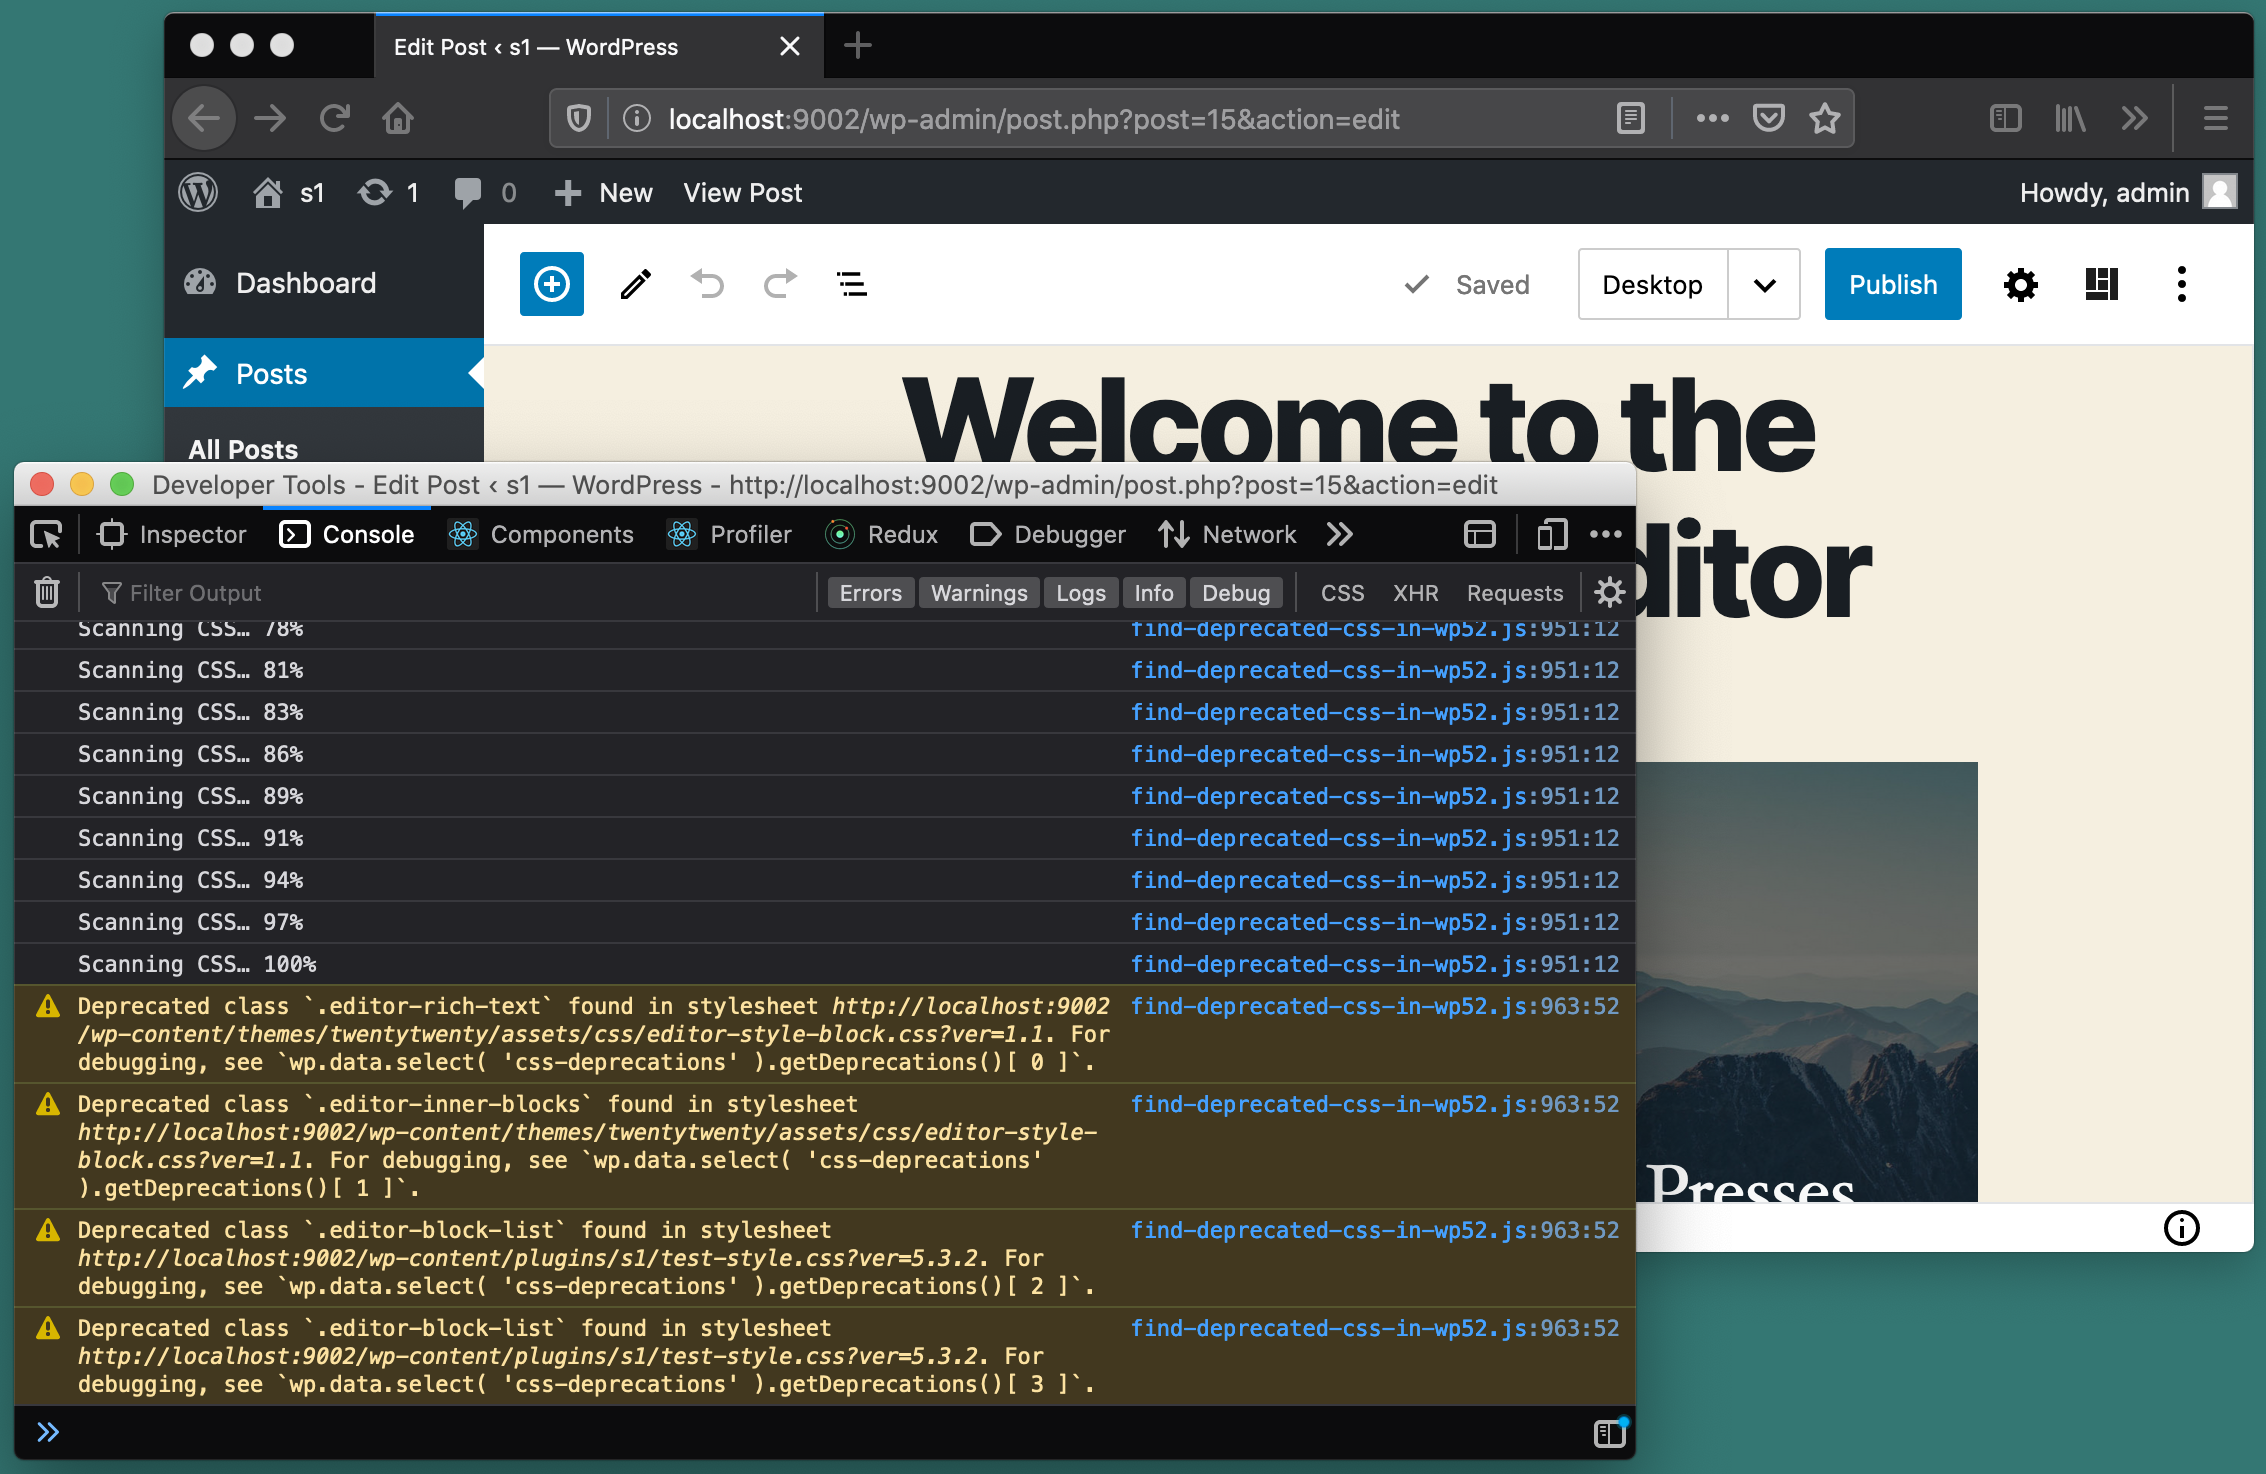 Edit Post ‹ s1 — WordPress
localhost:9002/wp-admin/post.php?post=15&action=edit
s1
1
0
New
View Post
Howdy, admin
Dashboard
Posts
All Posts
Saved
Desktop
Publish
Welcome to the
ditor
Presses
Developer Tools - Edit Post ‹ s1 — WordPress - http://localhost:9002/wp-admin/post.php?post=15&action=edit
Inspector
Console
Components
Profiler
Redux
Debugger
Network
Filter Output
Errors
Warnings
Logs
Info
Debug
CSS
XHR
Requests
Scanning CSS… 78% find-deprecated-css-in-wp52.js:951:12
Scanning CSS… 81% find-deprecated-css-in-wp52.js:951:12
Scanning CSS… 83% find-deprecated-css-in-wp52.js:951:12
Scanning CSS… 86% find-deprecated-css-in-wp52.js:951:12
Scanning CSS… 89% find-deprecated-css-in-wp52.js:951:12
Scanning CSS… 91% find-deprecated-css-in-wp52.js:951:12
Scanning CSS… 94% find-deprecated-css-in-wp52.js:951:12
Scanning CSS… 97% find-deprecated-css-in-wp52.js:951:12
Scanning CSS… 100% find-deprecated-css-in-wp52.js:951:12
Deprecated class `.editor-rich-text` found in stylesheet http://localhost:9002 find-deprecated-css-in-wp52.js:963:52
/wp-content/themes/twentytwenty/assets/css/editor-style-block.css?ver=1.1. For
debugging, see `wp.data.select( 'css-deprecations' ).getDeprecations()[ 0 ]`.
Deprecated class `.editor-inner-blocks` found in stylesheet find-deprecated-css-in-wp52.js:963:52
http://localhost:9002/wp-content/themes/twentytwenty/assets/css/editor-style-
block.css?ver=1.1. For debugging, see `wp.data.select( 'css-deprecations'
).getDeprecations()[ 1 ]`.
Deprecated class `.editor-block-list` found in stylesheet find-deprecated-css-in-wp52.js:963:52
http://localhost:9002/wp-content/plugins/s1/test-style.css?ver=5.3.2. For
debugging, see `wp.data.select( 'css-deprecations' ).getDeprecations()[ 2 ]`.
Deprecated class `.editor-block-list` found in stylesheet find-deprecated-css-in-wp52.js:963:52
http://localhost:9002/wp-content/plugins/s1/test-style.css?ver=5.3.2. For
debugging, see `wp.data.select( 'css-deprecations' ).getDeprecations()[ 3 ]`.